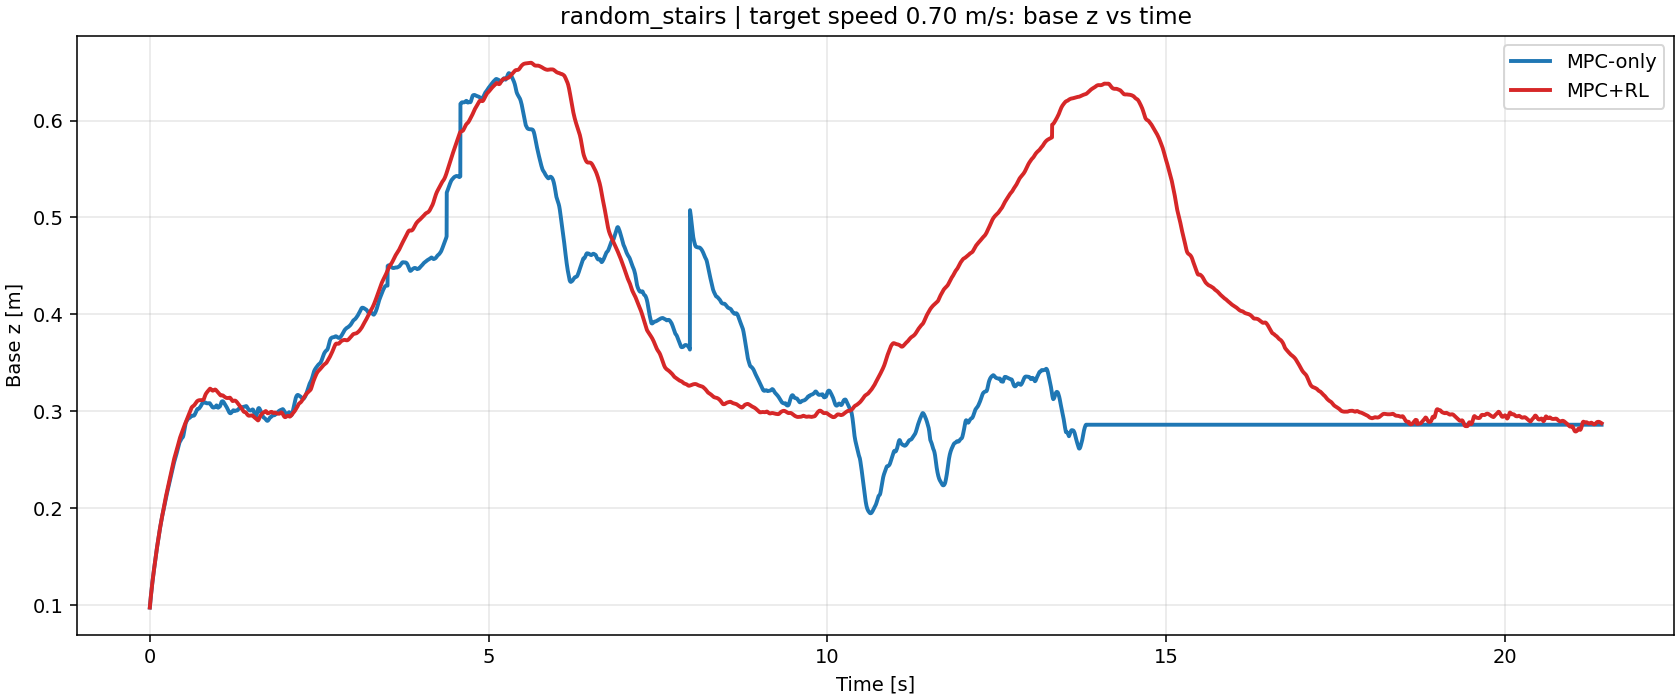 random_stairs | target speed 0.70 m/s: base z vs time
MPC-only
MPC+RL
Base z [m]
0.6
0.5
0.4
0.3
0.2
0.1
0 5 10 15 20
Time [s]